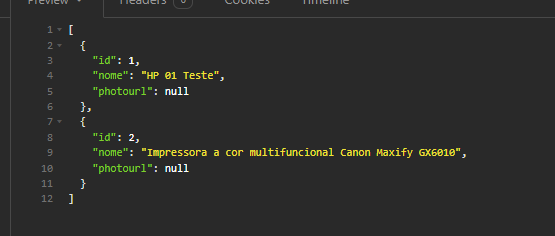 Preview Headers 6 Cookies Timeline
1 [
2 {
3 "id": 1,
4 "nome": "HP 01 Teste",
5 "photourl": null
6 },
7 {
8 "id": 2,
9 "nome": "Impressora a cor multifuncional Canon Maxify GX6010",
10 "photourl": null
11 }
12 ]